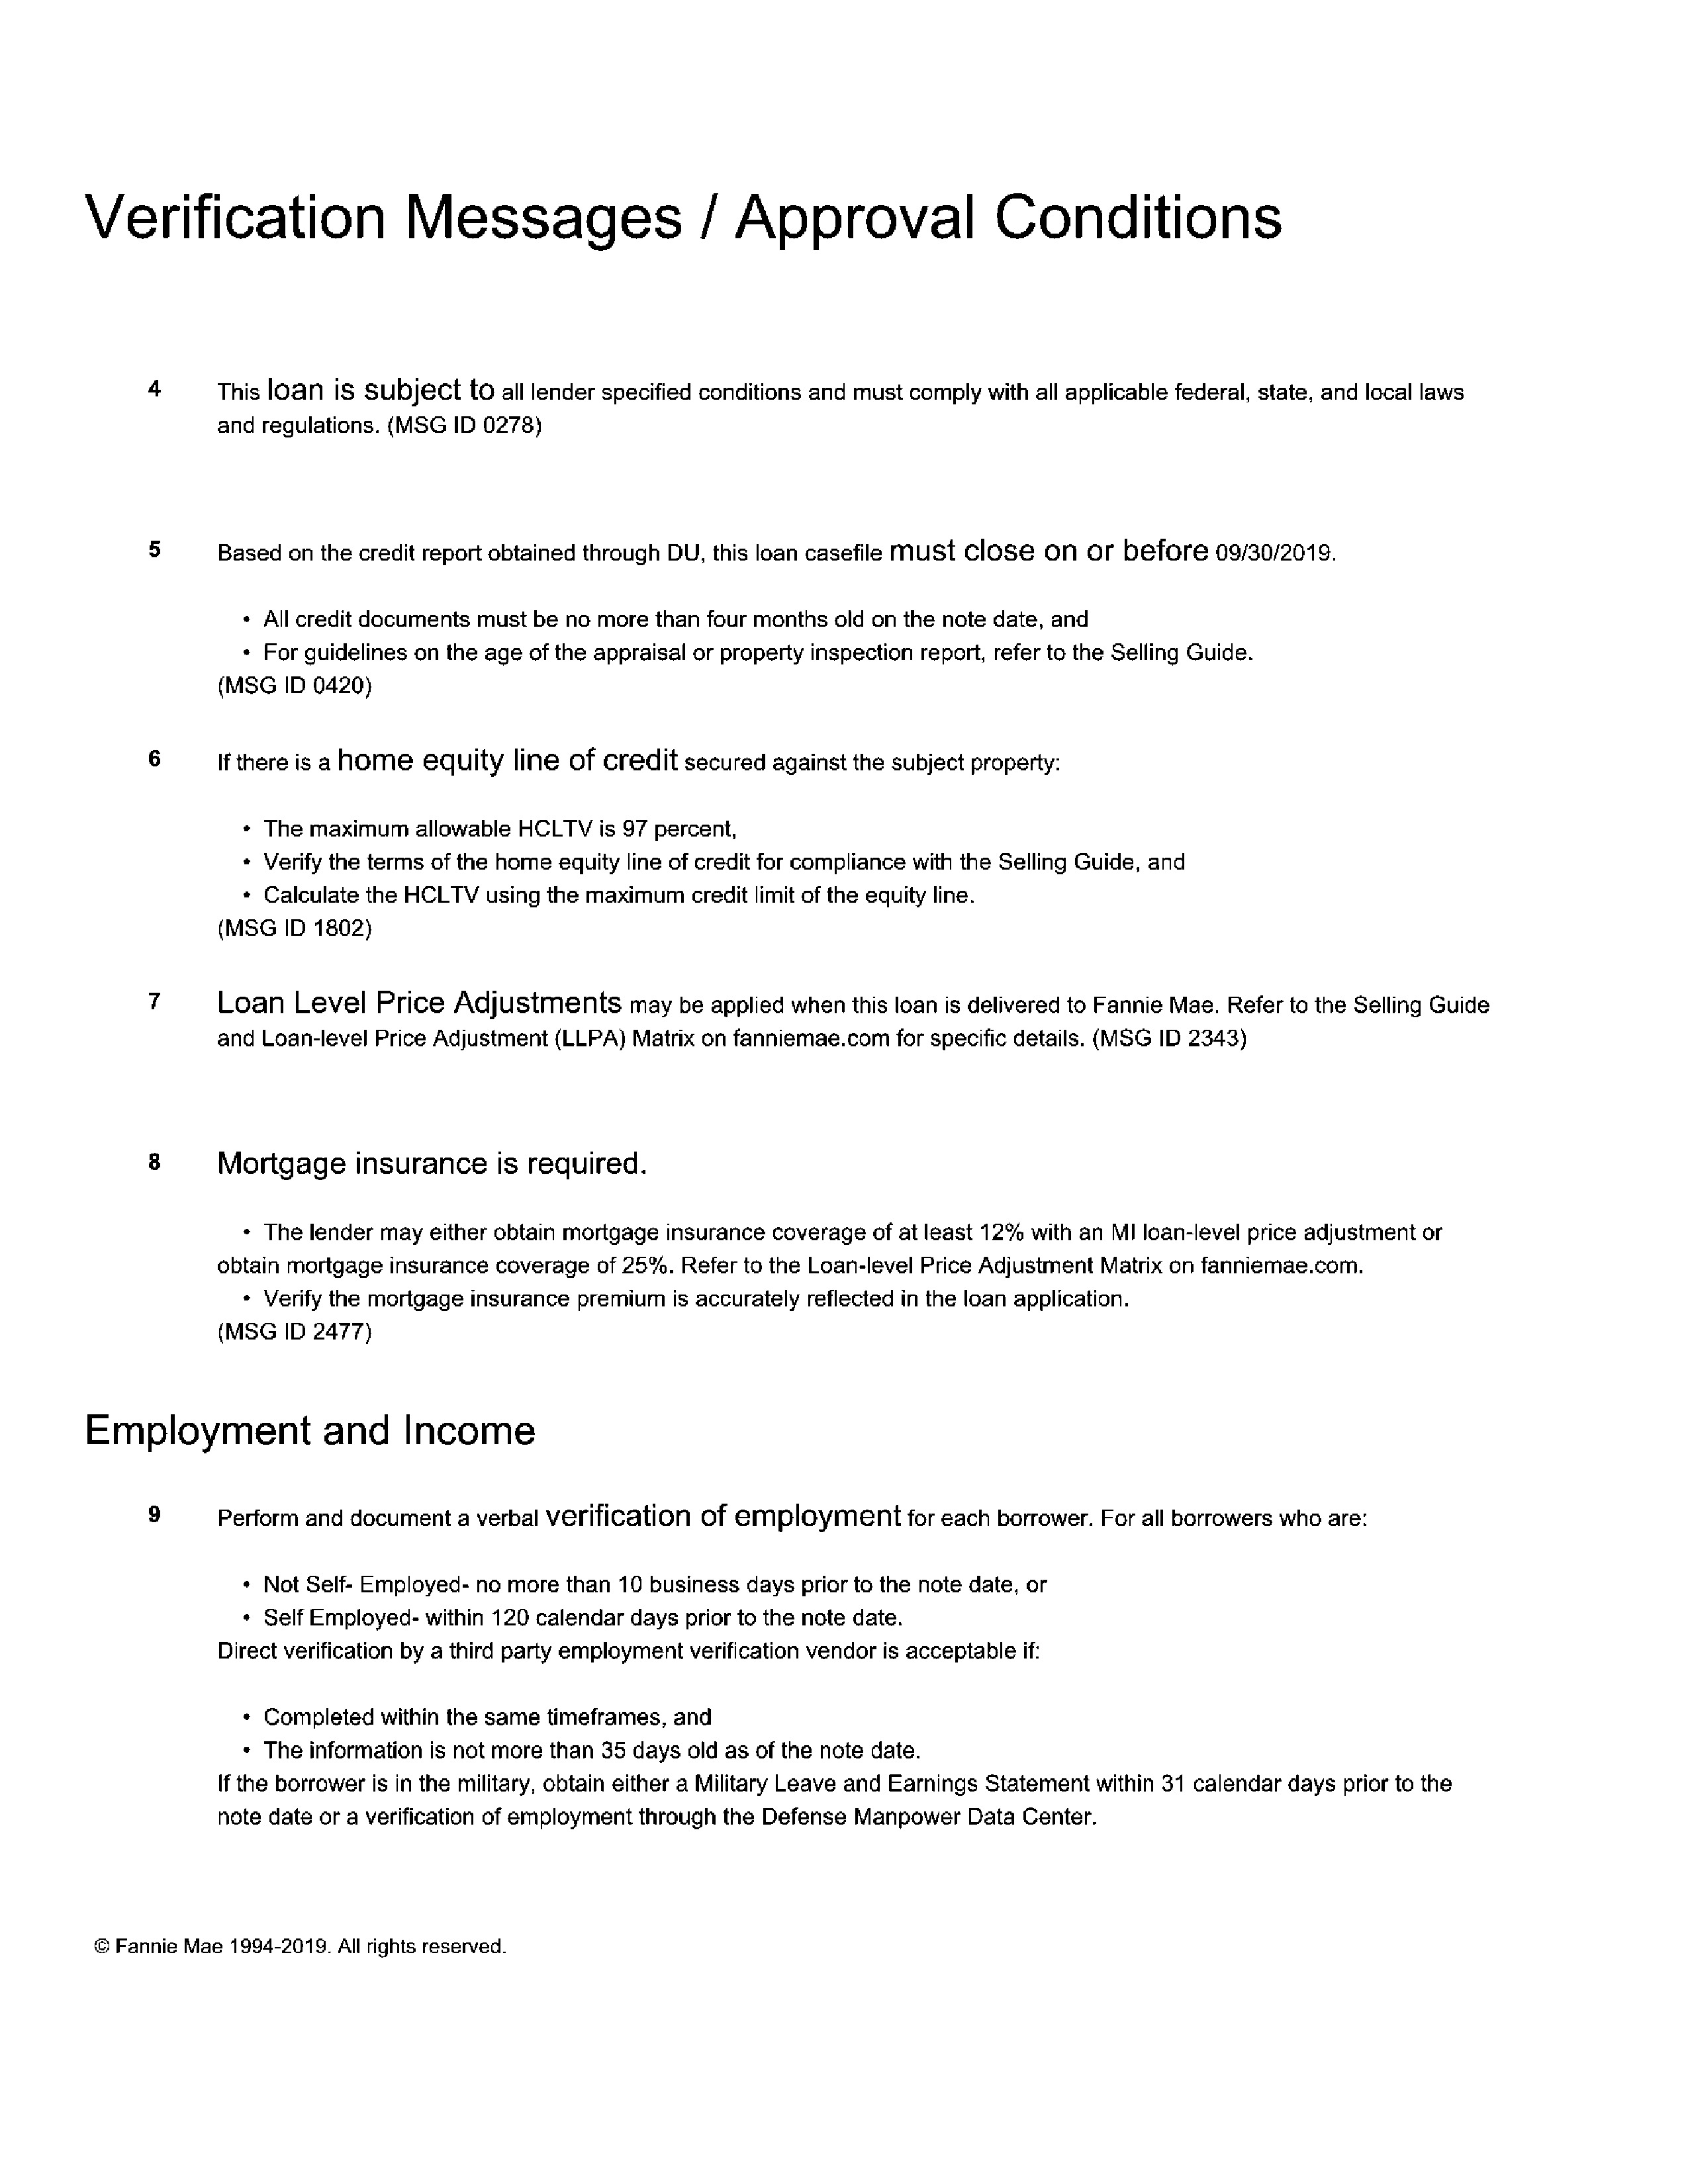 Verification Messages / Approval Conditions
4 This loan is subject to all lender specified conditions and must comply with all applicable federal, state, and local laws
and regulations. (MSG ID 0278)
5 Based on the credit report obtained through DU, this loan casefile must close on or before 09/30/2019.
• All credit documents must be no more than four months old on the note date, and
• For guidelines on the age of the appraisal or property inspection report, refer to the Selling Guide.
(MSG ID 0420)
6 If there is a home equity line of credit secured against the subject property:
• The maximum allowable HCLTV is 97 percent,
• Verify the terms of the home equity line of credit for compliance with the Selling Guide, and
• Calculate the HCLTV using the maximum credit limit of the equity line.
(MSG ID 1802)
7 Loan Level Price Adjustments may be applied when this loan is delivered to Fannie Mae. Refer to the Selling Guide
and Loan-level Price Adjustment (LLPA) Matrix on fanniemae.com for specific details. (MSG ID 2343)
8 Mortgage insurance is required.
• The lender may either obtain mortgage insurance coverage of at least 12% with an MI loan-level price adjustment or
obtain mortgage insurance coverage of 25%. Refer to the Loan-level Price Adjustment Matrix on fanniemae.com.
• Verify the mortgage insurance premium is accurately reflected in the loan application.
(MSG ID 2477)
Employment and Income
9 Perform and document a verbal verification of employment for each borrower. For all borrowers who are:
• Not Self- Employed- no more than 10 business days prior to the note date, or
• Self Employed- within 120 calendar days prior to the note date.
Direct verification by a third party employment verification vendor is acceptable if:
• Completed within the same timeframes, and
• The information is not more than 35 days old as of the note date.
If the borrower is in the military, obtain either a Military Leave and Earnings Statement within 31 calendar days prior to the
note date or a verification of employment through the Defense Manpower Data Center.
© Fannie Mae 1994-2019. All rights reserved.